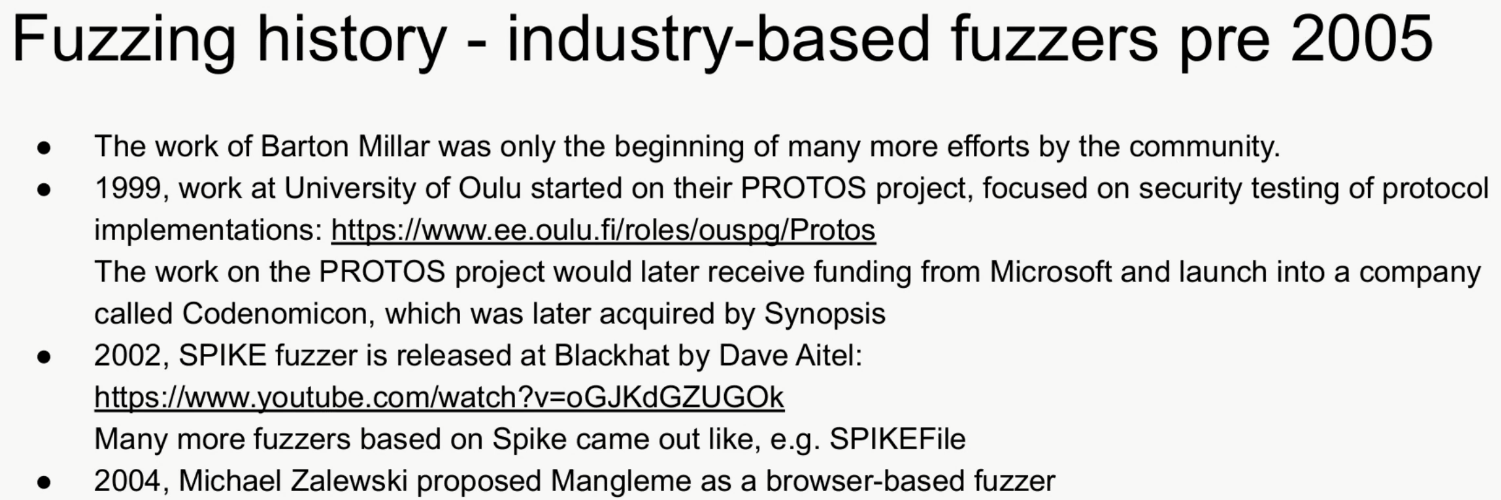 Fuzzing history - industry-based fuzzers pre 2005
● The work of Barton Millar was only the beginning of many more efforts by the community.
● 1999, work at University of Oulu started on their PROTOS project, focused on security testing of protocol
implementations: https://www.ee.oulu.fi/roles/ouspg/Protos
The work on the PROTOS project would later receive funding from Microsoft and launch into a company
called Codenomicon, which was later acquired by Synopsis
● 2002, SPIKE fuzzer is released at Blackhat by Dave Aitel:
https://www.youtube.com/watch?v=oGJKdGZUGOk
Many more fuzzers based on Spike came out like, e.g. SPIKEFile
● 2004, Michael Zalewski proposed Mangleme as a browser-based fuzzer